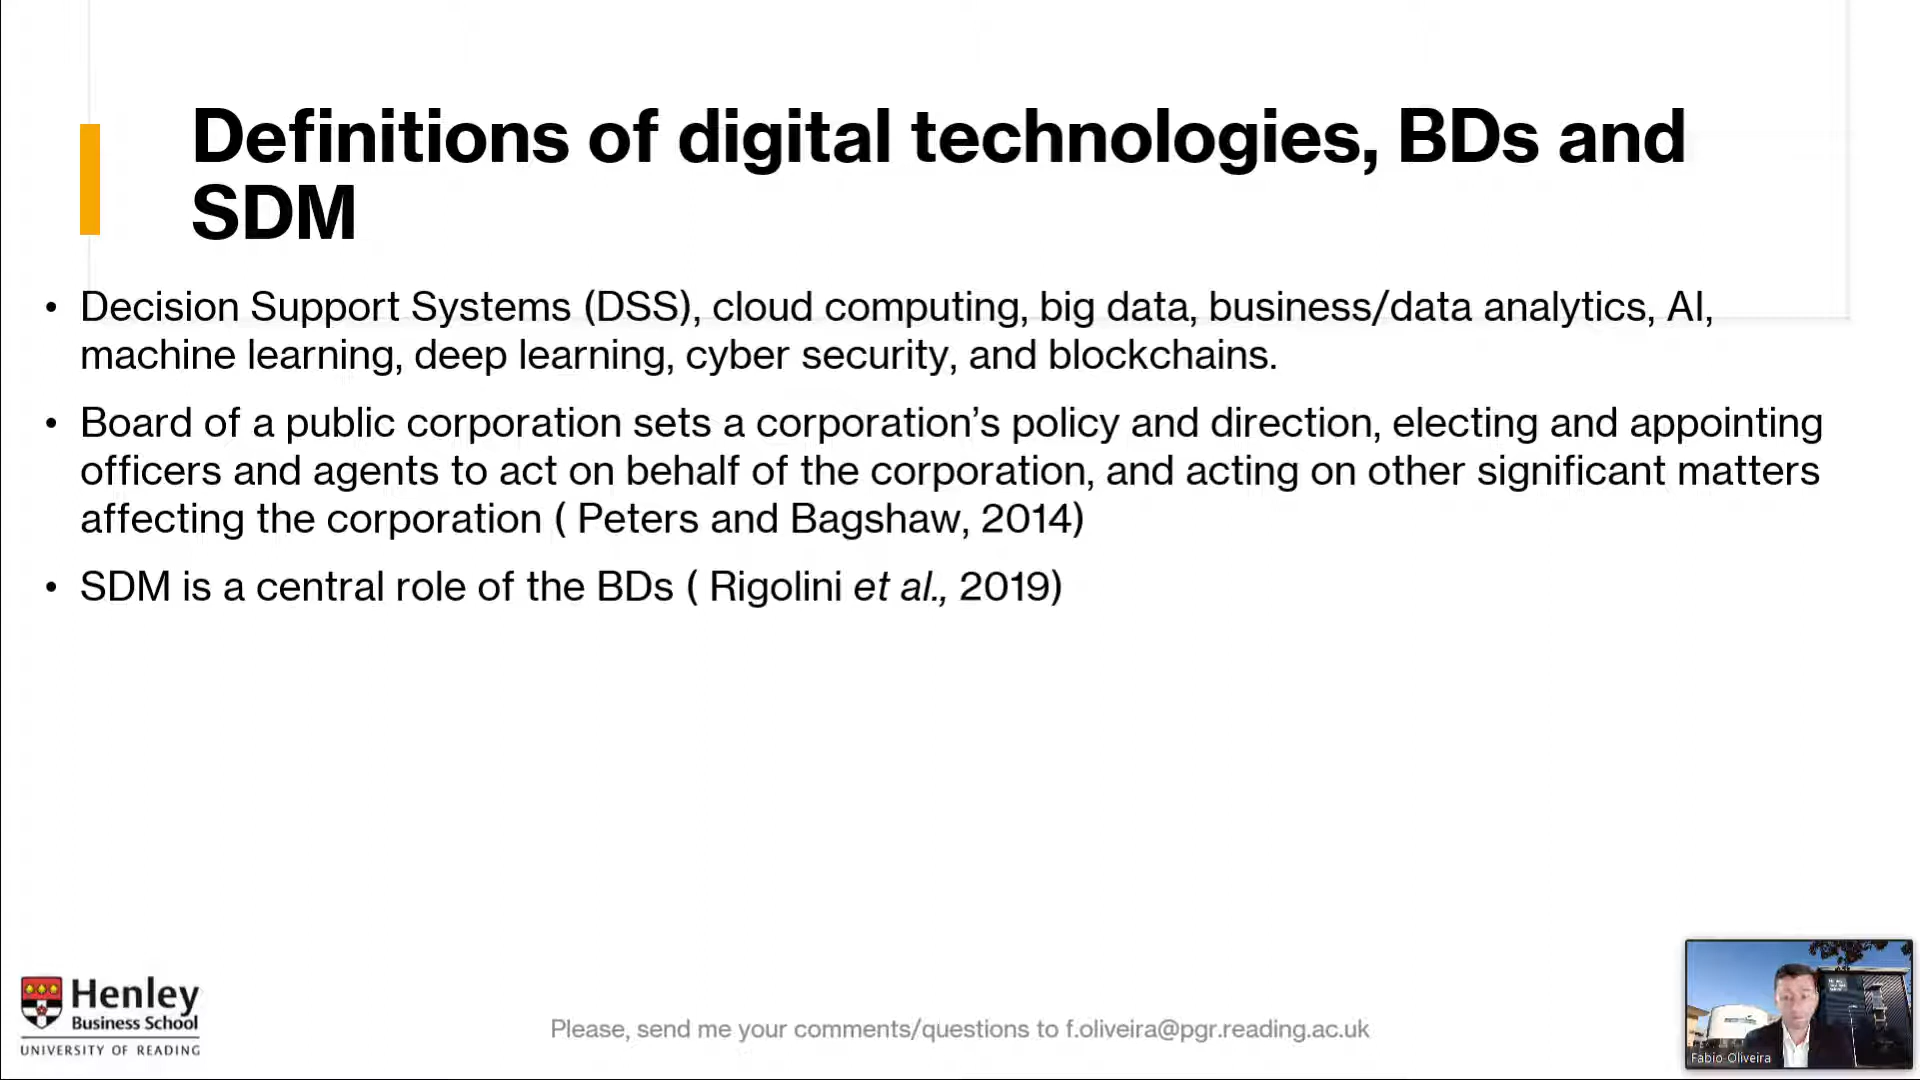 Definitions of digital technologies, BDs and
SDM
• Decision Support Systems (DSS), cloud computing, big data, business/data analytics, AI,
machine learning, deep learning, cyber security, and blockchains.
• Board of a public corporation sets a corporation’s policy and direction, electing and appointing
officers and agents to act on behalf of the corporation, and acting on other significant matters
affecting the corporation ( Peters and Bagshaw, 2014)
• SDM is a central role of the BDs ( Rigolini et al., 2019)
Henley
Business School
UNIVERSITY OF READING
Please, send me your comments/questions to f.oliveira@pgr.reading.ac.uk
Fabio Oliveira